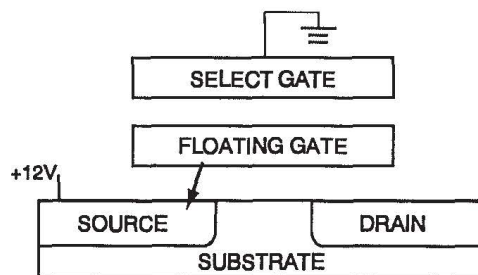 SELECT GATE
FLOATING GATE
+12V
SOURCE
DRAIN
SUBSTRATE